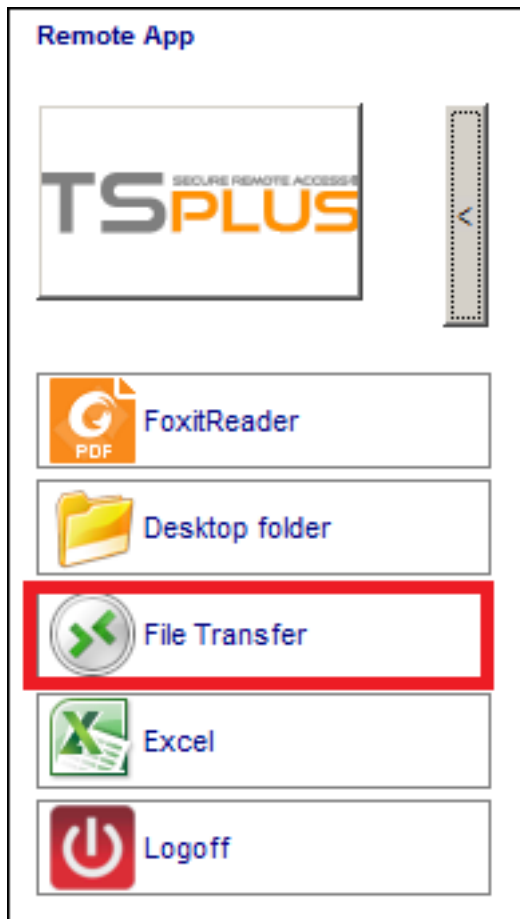 Remote App
SECURE REMOTE ACCESS
TSPLUS
<
PDF
FoxitReader
Desktop folder
File Transfer
Excel
Logoff